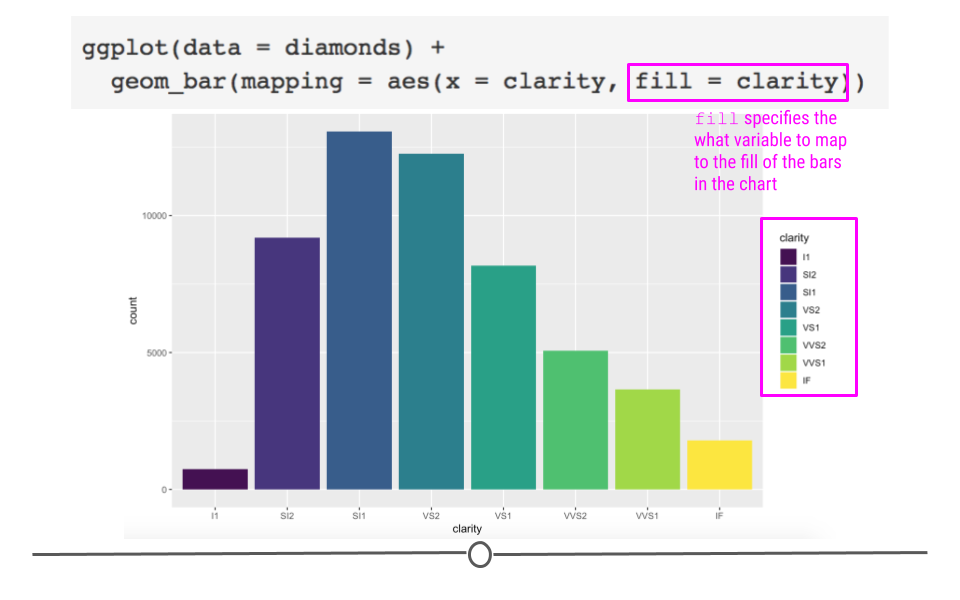 ggplot(data = diamonds) +
geom_bar(mapping = aes(x = clarity, fill = clarity))
fill specifies the
what variable to map
to the fill of the bars
in the chart
10000
5000
0
count
I1 SI2 SI1 VS2 VS1 VVS2 VVS1 IF
clarity
clarity
I1
SI2
SI1
VS2
VS1
VVS2
VVS1
IF